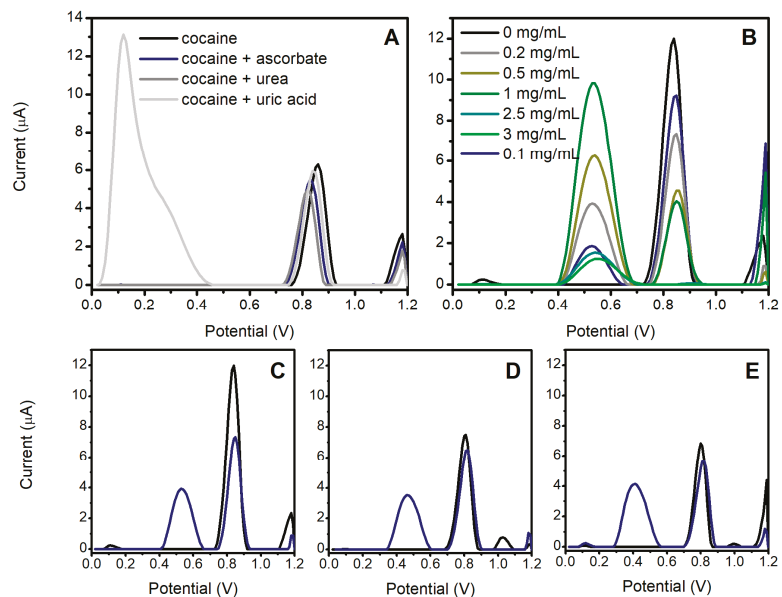 14
12
10
8
6
4
2
0
Current (µA)
A
cocaine
cocaine + ascorbate
cocaine + urea
cocaine + uric acid
0.0 0.2 0.4 0.6 0.8 1.0 1.2
Potential (V)
12
10
8
6
4
2
0
B
0 mg/mL
0.2 mg/mL
0.5 mg/mL
1 mg/mL
2.5 mg/mL
3 mg/mL
0.1 mg/mL
0.0 0.2 0.4 0.6 0.8 1.0 1.2
Potential (V)
Current (µA)
12
10
8
6
4
2
0
C
0.0 0.2 0.4 0.6 0.8 1.0 1.2
Potential (V)
12
10
8
6
4
2
0
D
0.0 0.2 0.4 0.6 0.8 1.0 1.2
Potential (V)
12
10
8
6
4
2
0
E
0.0 0.2 0.4 0.6 0.8 1.0 1.2
Potential (V)